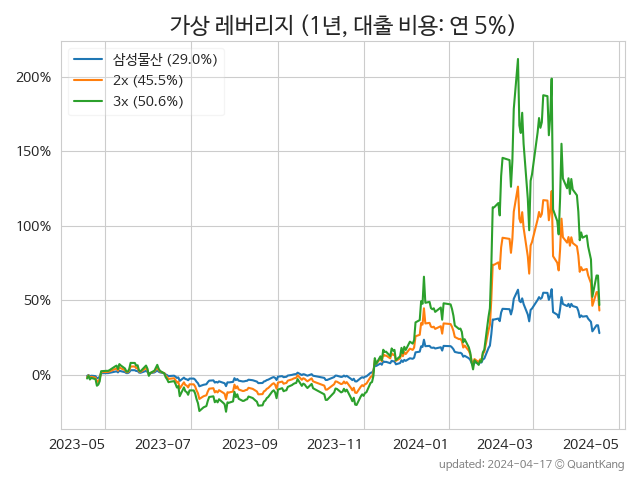 가상 레버리지 (1년, 대출 비용: 연 5%)
삼성물산 (29.0%)
2x (45.5%)
3x (50.6%)
200%
150%
100%
50%
0%
2023-05 2023-07 2023-09 2023-11 2024-01 2024-03 2024-05
updated: 2024-04-17 © QuantKang